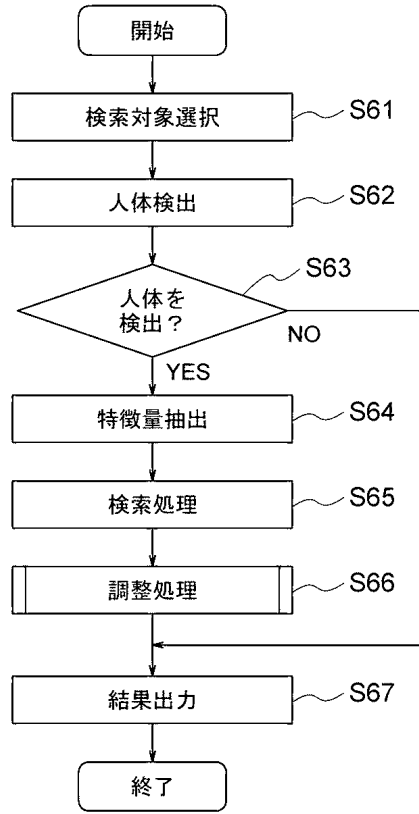 開始
検索対象選択
S61
人体検出
S62
S63
人体を
検出？
NO
YES
特徴量抽出
S64
検索処理
S65
調整処理
S66
結果出力
S67
終了